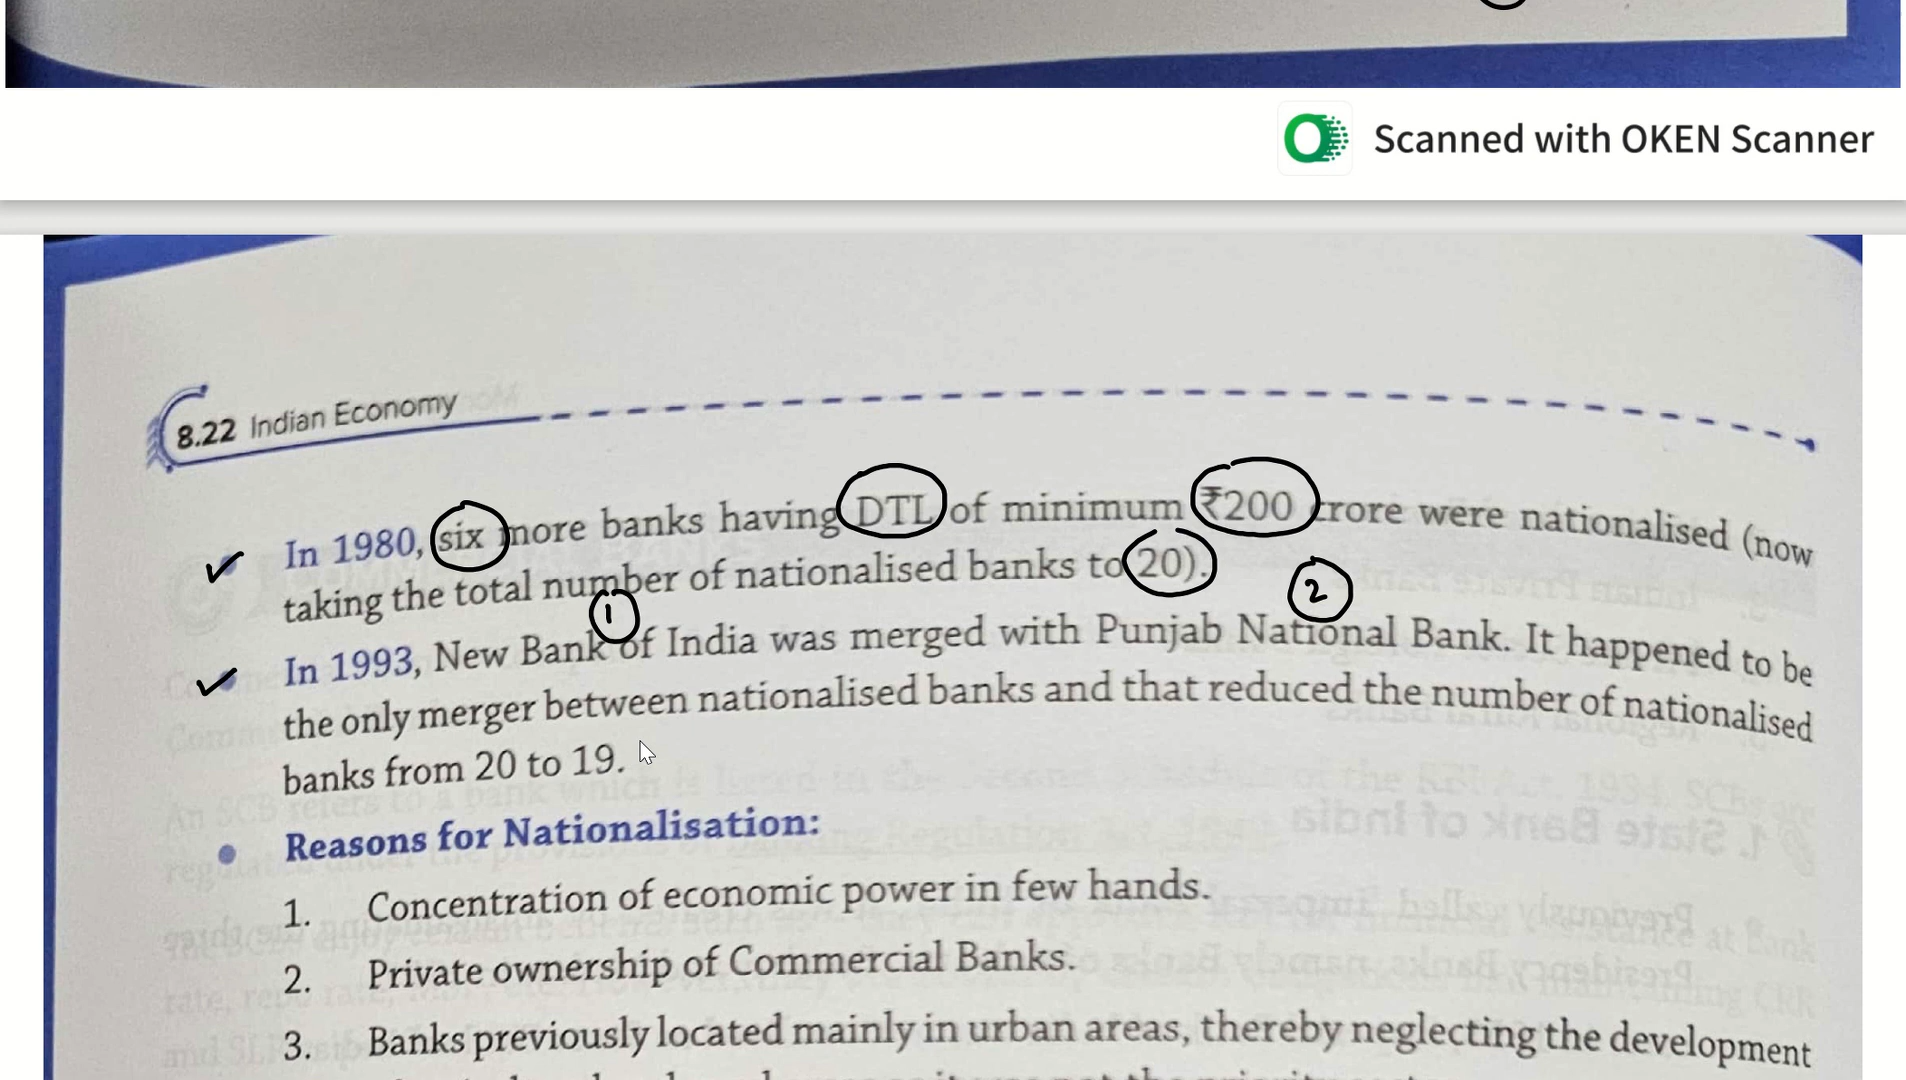 Scanned with OKEN Scanner
8.22 Indian Economy
In 1980, six more banks having DTL of minimum ₹200 crore were nationalised (now
taking the total number of nationalised banks to 20).
1
2
In 1993, New Bank of India was merged with Punjab National Bank. It happened to be
the only merger between nationalised banks and that reduced the number of nationalised
banks from 20 to 19.
Reasons for Nationalisation:
1. Concentration of economic power in few hands.
2. Private ownership of Commercial Banks.
3. Banks previously located mainly in urban areas, thereby neglecting the development